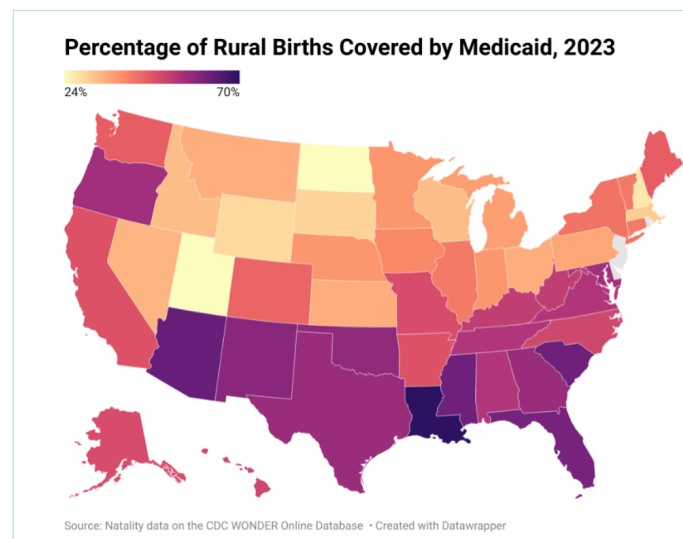 Percentage of Rural Births Covered by Medicaid, 2023
24% 70%
Source: Natality data on the CDC WONDER Online Database • Created with Datawrapper